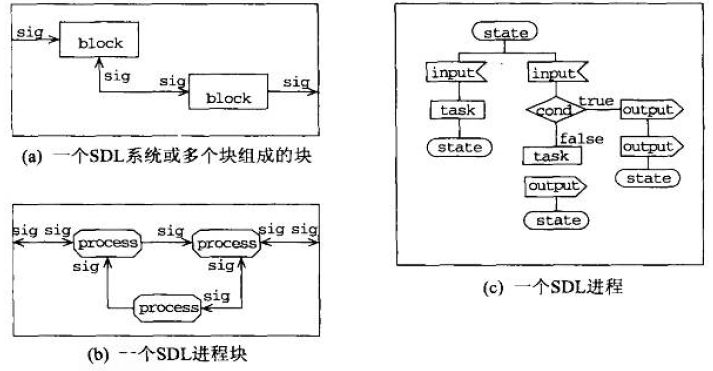 sig
block
sig
sig
sig
block
(a) 一个SDL系统或多个块组成的块
sig sig
sig
sig sig
process
process
sig
sig
sig
process
(b) 一个SDL进程块
state
input
input
task
cond
true
output
false
state
task
output
output
state
state
(c) 一个SDL进程